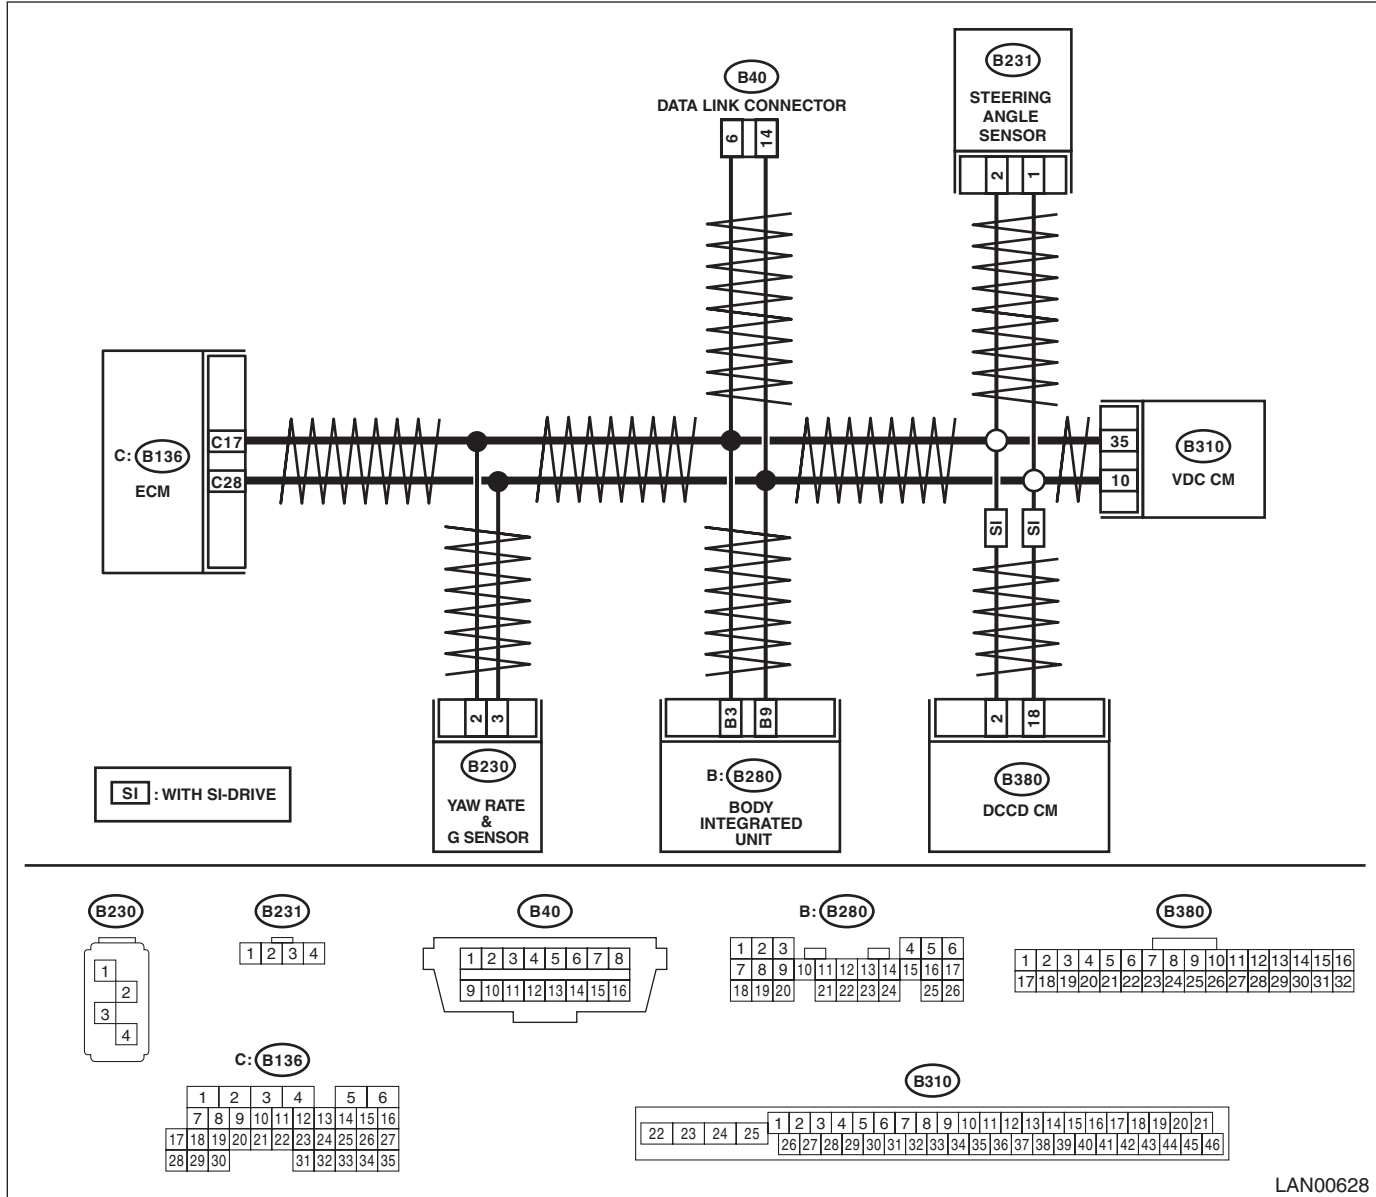 B40
DATA LINK CONNECTOR
6 14
B231
STEERING
ANGLE
SENSOR
2 1
C: B136
ECM
C17
C28
35
10
B310
VDC CM
SI SI
2 3
B230
YAW RATE
&
G SENSOR
B3 B9
B: B280
BODY
INTEGRATED
UNIT
2 18
B380
DCCD CM
SI : WITH SI-DRIVE
B230
1
2
3
4
B231
1 2 3 4
B40
1 2 3 4 5 6 7 8
9 10 11 12 13 14 15 16
B: B280
1 2 3 4 5 6
7 8 9 10 11 12 13 14 15 16 17
18 19 20 21 22 23 24 25 26
B380
1 2 3 4 5 6 7 8 9 10 11 12 13 14 15 16
17 18 19 20 21 22 23 24 25 26 27 28 29 30 31 32
C: B136
1 2 3 4 5 6
7 8 9 10 11 12 13 14 15 16
17 18 19 20 21 22 23 24 25 26 27
28 29 30 31 32 33 34 35
B310
22 23 24 25
1 2 3 4 5 6 7 8 9 10 11 12 13 14 15 16 17 18 19 20 21
26 27 28 29 30 31 32 33 34 35 36 37 38 39 40 41 42 43 44 45 46
LAN00628